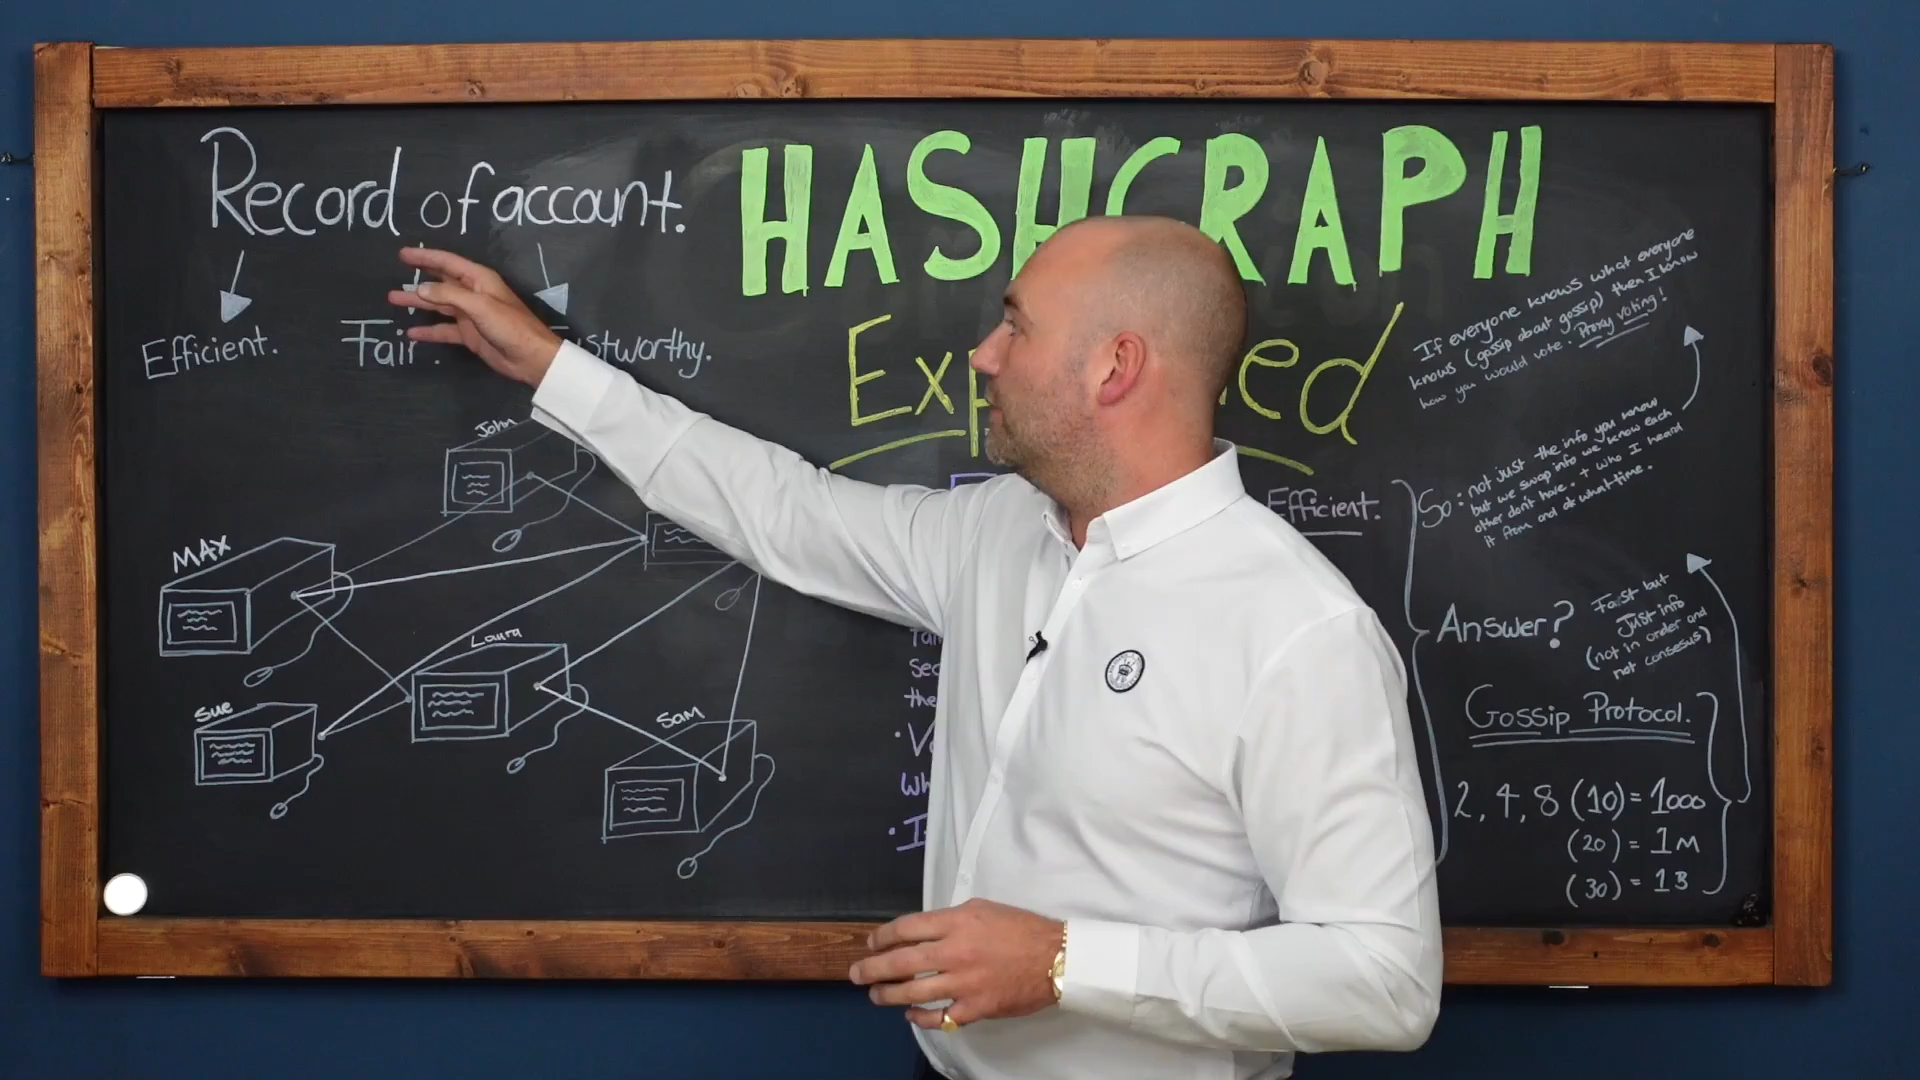 Record of account.
HASHGRAPH
Efficient. Fair.
John
MAX
Laura
Sue
Sam
Efficient.
If everyone knows what everyone
knows (gossip about gossip) then I know
how you would vote. Proxy voting!
So: not just the info you know
but we swap info we know each
other don't have. + who I heard
it from and at what time.
Answer?
Fast but
Just info
(not in order and
not consesus)
Gossip Protocol.
2, 4, 8 (10) = 1000
(20) = 1M
(30) = 1B